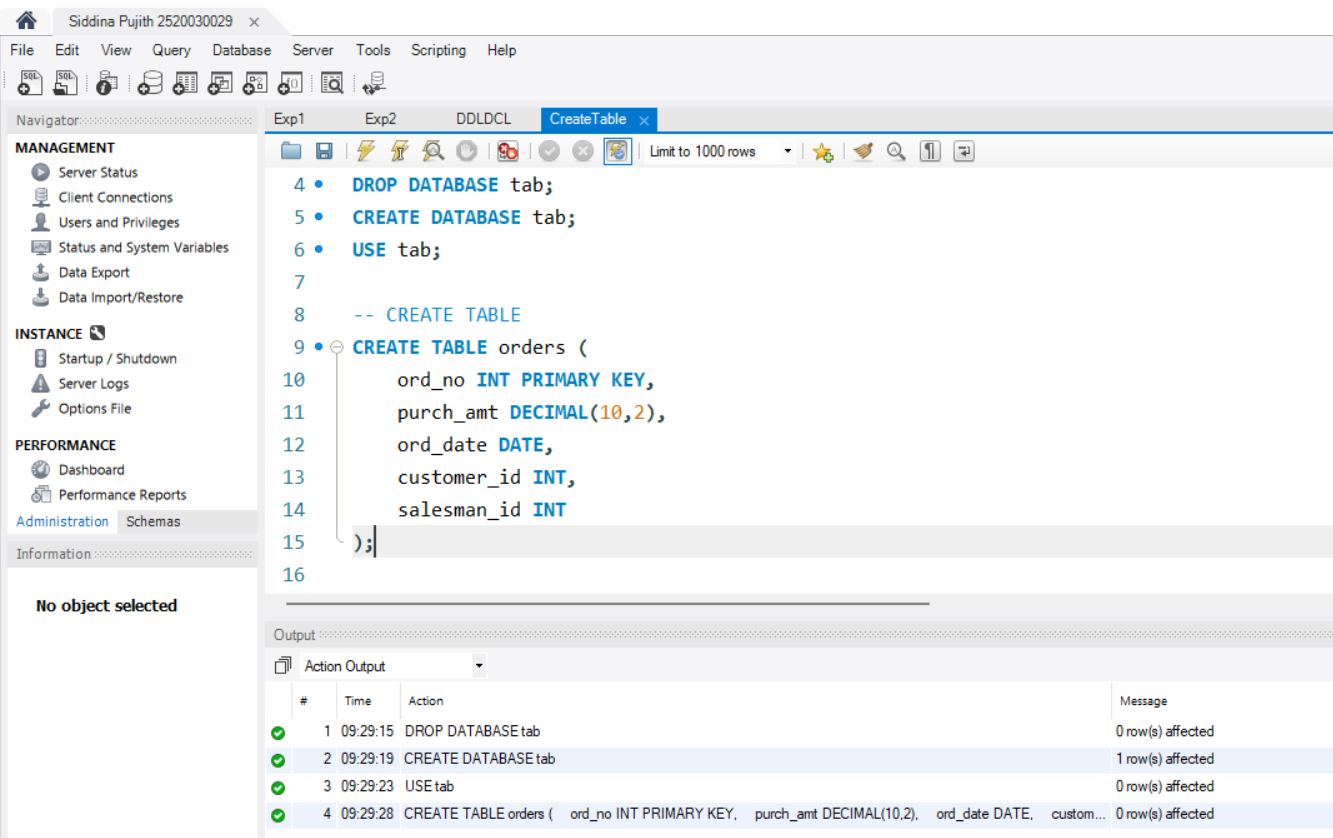 Siddina Pujith 2520030029 ×
File Edit View Query Database Server Tools Scripting Help
Navigator
MANAGEMENT
Server Status
Client Connections
Users and Privileges
Status and System Variables
Data Export
Data Import/Restore
INSTANCE
Startup / Shutdown
Server Logs
Options File
PERFORMANCE
Dashboard
Performance Reports
Administration Schemas
Information
No object selected
Exp1 Exp2 DDLDCL CreateTable ×
Limit to 1000 rows
4 DROP DATABASE tab;
5 CREATE DATABASE tab;
6 USE tab;
7
8 -- CREATE TABLE
9 CREATE TABLE orders (
10 ord_no INT PRIMARY KEY,
11 purch_amt DECIMAL(10,2),
12 ord_date DATE,
13 customer_id INT,
14 salesman_id INT
15 );
16
Output
Action Output
# Time Action Message
1 09:29:15 DROP DATABASE tab 0 row(s) affected
2 09:29:19 CREATE DATABASE tab 1 row(s) affected
3 09:29:23 USE tab 0 row(s) affected
4 09:29:28 CREATE TABLE orders ( ord_no INT PRIMARY KEY, purch_amt DECIMAL(10,2), ord_date DATE, custom... 0 row(s) affected